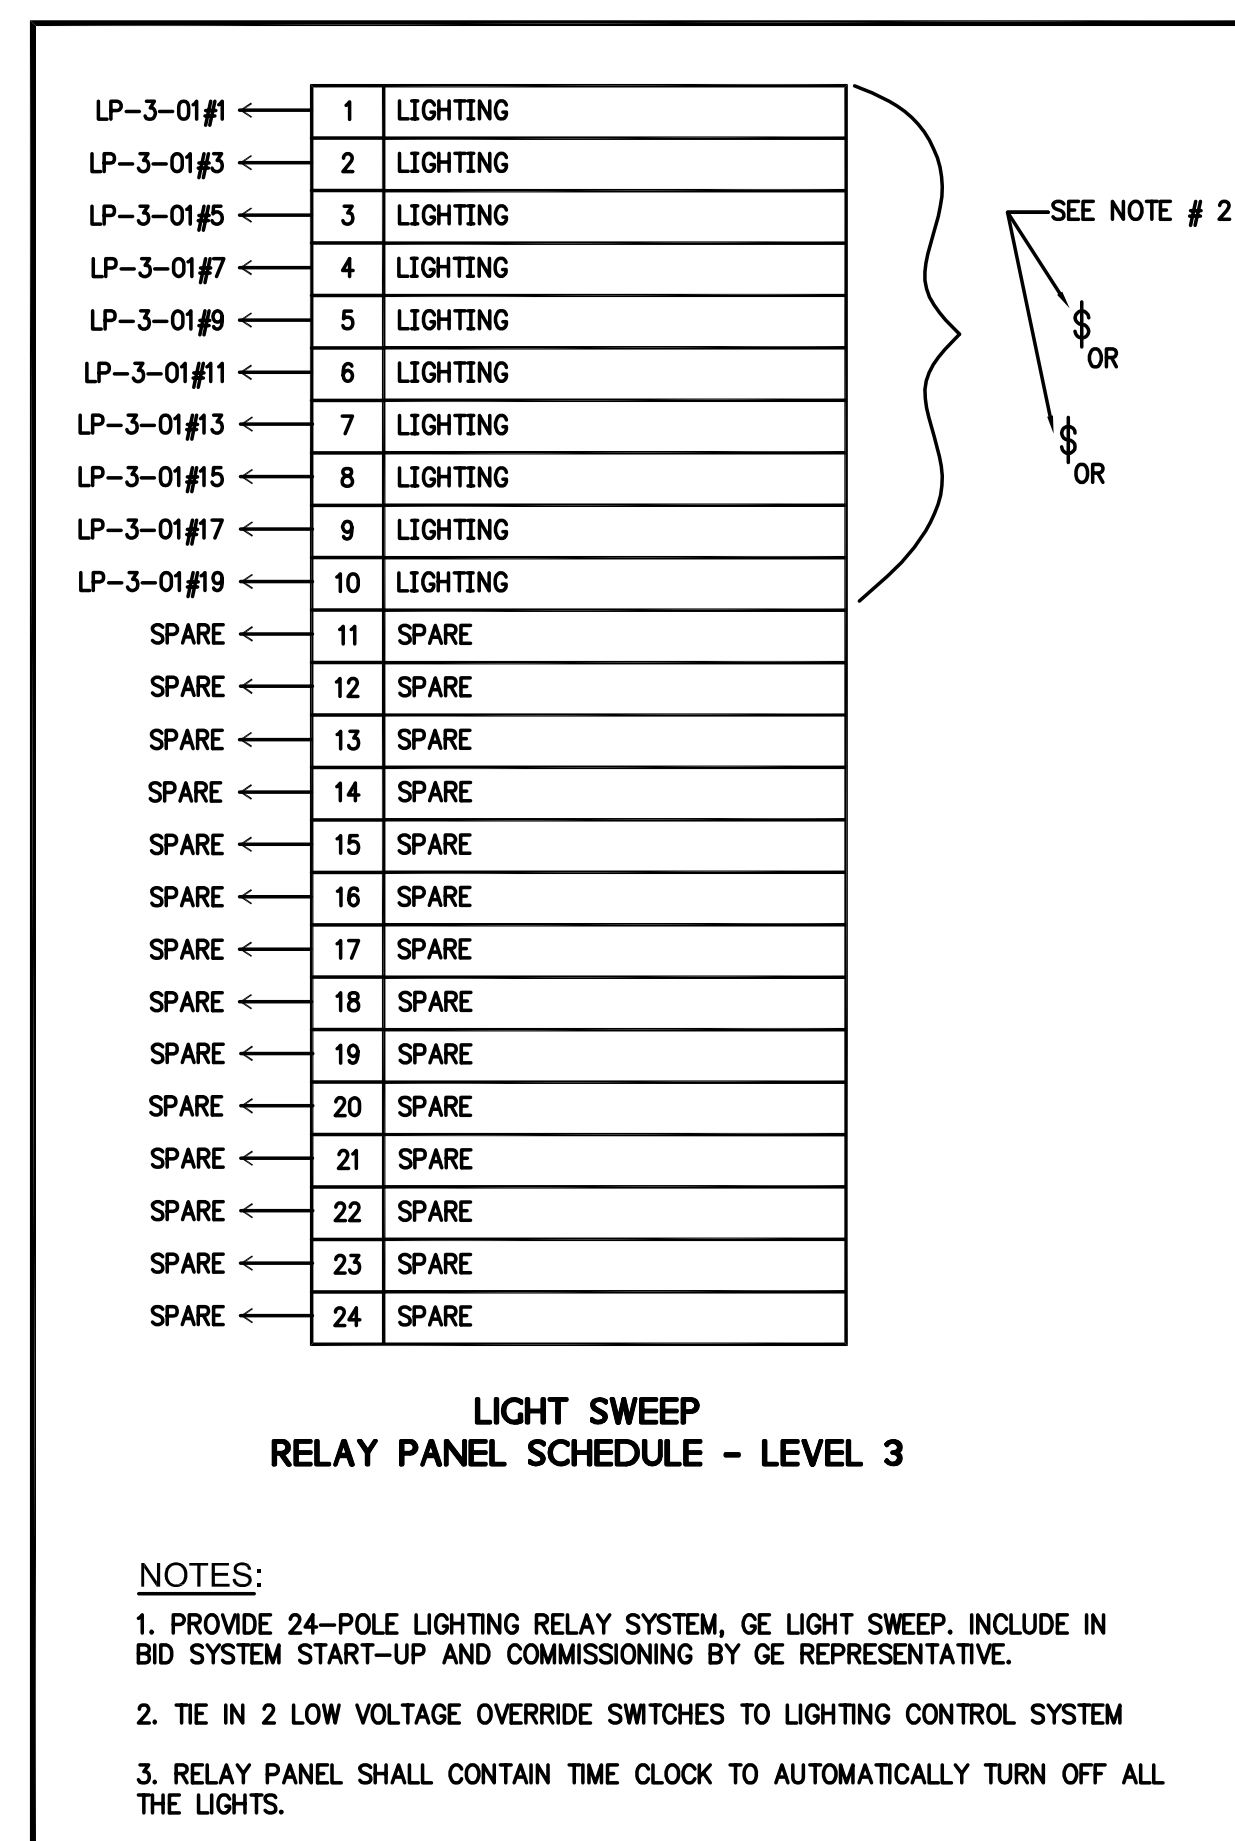 LP-3-01#1 1 LIGHTING
LP-3-01#3 2 LIGHTING
LP-3-01#5 3 LIGHTING
SEE NOTE # 2
LP-3-01#7 4 LIGHTING
LP-3-01#9 5 LIGHTING
$
OR
LP-3-01#11 6 LIGHTING
LP-3-01#13 7 LIGHTING
$
OR
LP-3-01#15 8 LIGHTING
LP-3-01#17 9 LIGHTING
LP-3-01#19 10 LIGHTING
SPARE 11 SPARE
SPARE 12 SPARE
SPARE 13 SPARE
SPARE 14 SPARE
SPARE 15 SPARE
SPARE 16 SPARE
SPARE 17 SPARE
SPARE 18 SPARE
SPARE 19 SPARE
SPARE 20 SPARE
SPARE 21 SPARE
SPARE 22 SPARE
SPARE 23 SPARE
SPARE 24 SPARE
LIGHT SWEEP
RELAY PANEL SCHEDULE - LEVEL 3
NOTES:
1. PROVIDE 24-POLE LIGHTING RELAY SYSTEM, GE LIGHT SWEEP. INCLUDE IN
BID SYSTEM START-UP AND COMMISSIONING BY GE REPRESENTATIVE.
2. TIE IN 2 LOW VOLTAGE OVERRIDE SWITCHES TO LIGHTING CONTROL SYSTEM
3. RELAY PANEL SHALL CONTAIN TIME CLOCK TO AUTOMATICALLY TURN OFF ALL
THE LIGHTS.